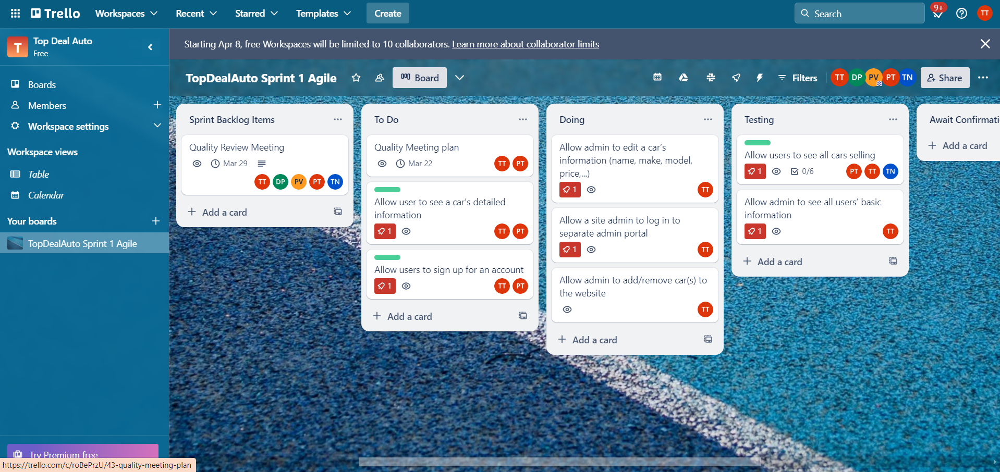 Trello
Workspaces
Recent
Starred
Templates
Create
Search
9+
TT
T
Top Deal Auto
Free
Starting Apr 8, free Workspaces will be limited to 10 collaborators. Learn more about collaborator limits
Boards
Members
Workspace settings
Workspace views
Table
Calendar
Your boards
TopDealAuto Sprint 1 Agile
Try Premium free
https://trello.com/c/roBePrzU/43-quality-meeting-plan
TopDealAuto Sprint 1 Agile
Board
Filters
TT DP PV PT TN
Share
Sprint Backlog Items
Quality Review Meeting
Mar 29
TT DP PV PT TN
Add a card
To Do
Quality Meeting plan
Mar 22
TT PT
Allow user to see a car’s detailed
information
1
TT PT
Allow users to sign up for an account
1
TT PT
Add a card
Doing
Allow admin to edit a car’s
information (name, make, model,
price,...)
1
TT
Allow a site admin to log in to
separate admin portal
1
TT
Allow admin to add/remove car(s) to
the website
TT
Add a card
Testing
Allow users to see all cars selling
1
0/6
PT TT TN
Allow admin to see all users’ basic
information
1
TT
Add a card
Await Confirmati
Add a card